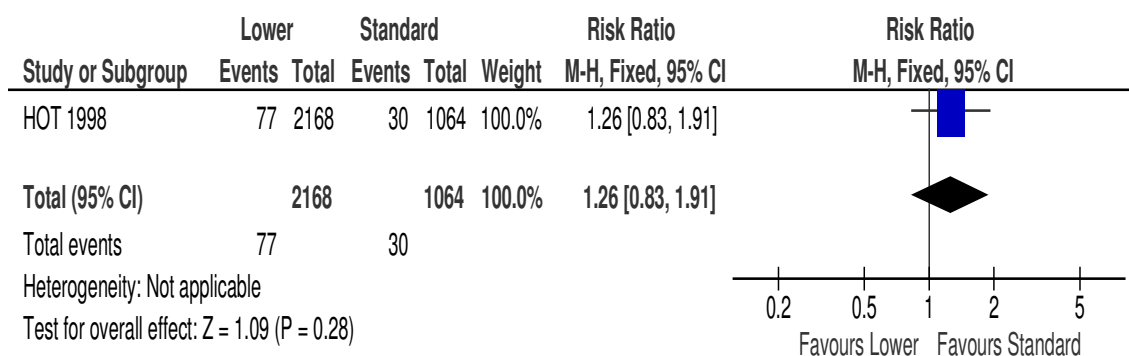 Lower Standard Risk Ratio Risk Ratio
Study or Subgroup Events Total Events Total Weight M-H, Fixed, 95% CI M-H, Fixed, 95% CI
HOT 1998 77 2168 30 1064 100.0% 1.26 [0.83, 1.91]
Total (95% CI) 2168 1064 100.0% 1.26 [0.83, 1.91]
Total events 77 30
Heterogeneity: Not applicable
Test for overall effect: Z = 1.09 (P = 0.28)
0.2 0.5 1 2 5
Favours Lower Favours Standard